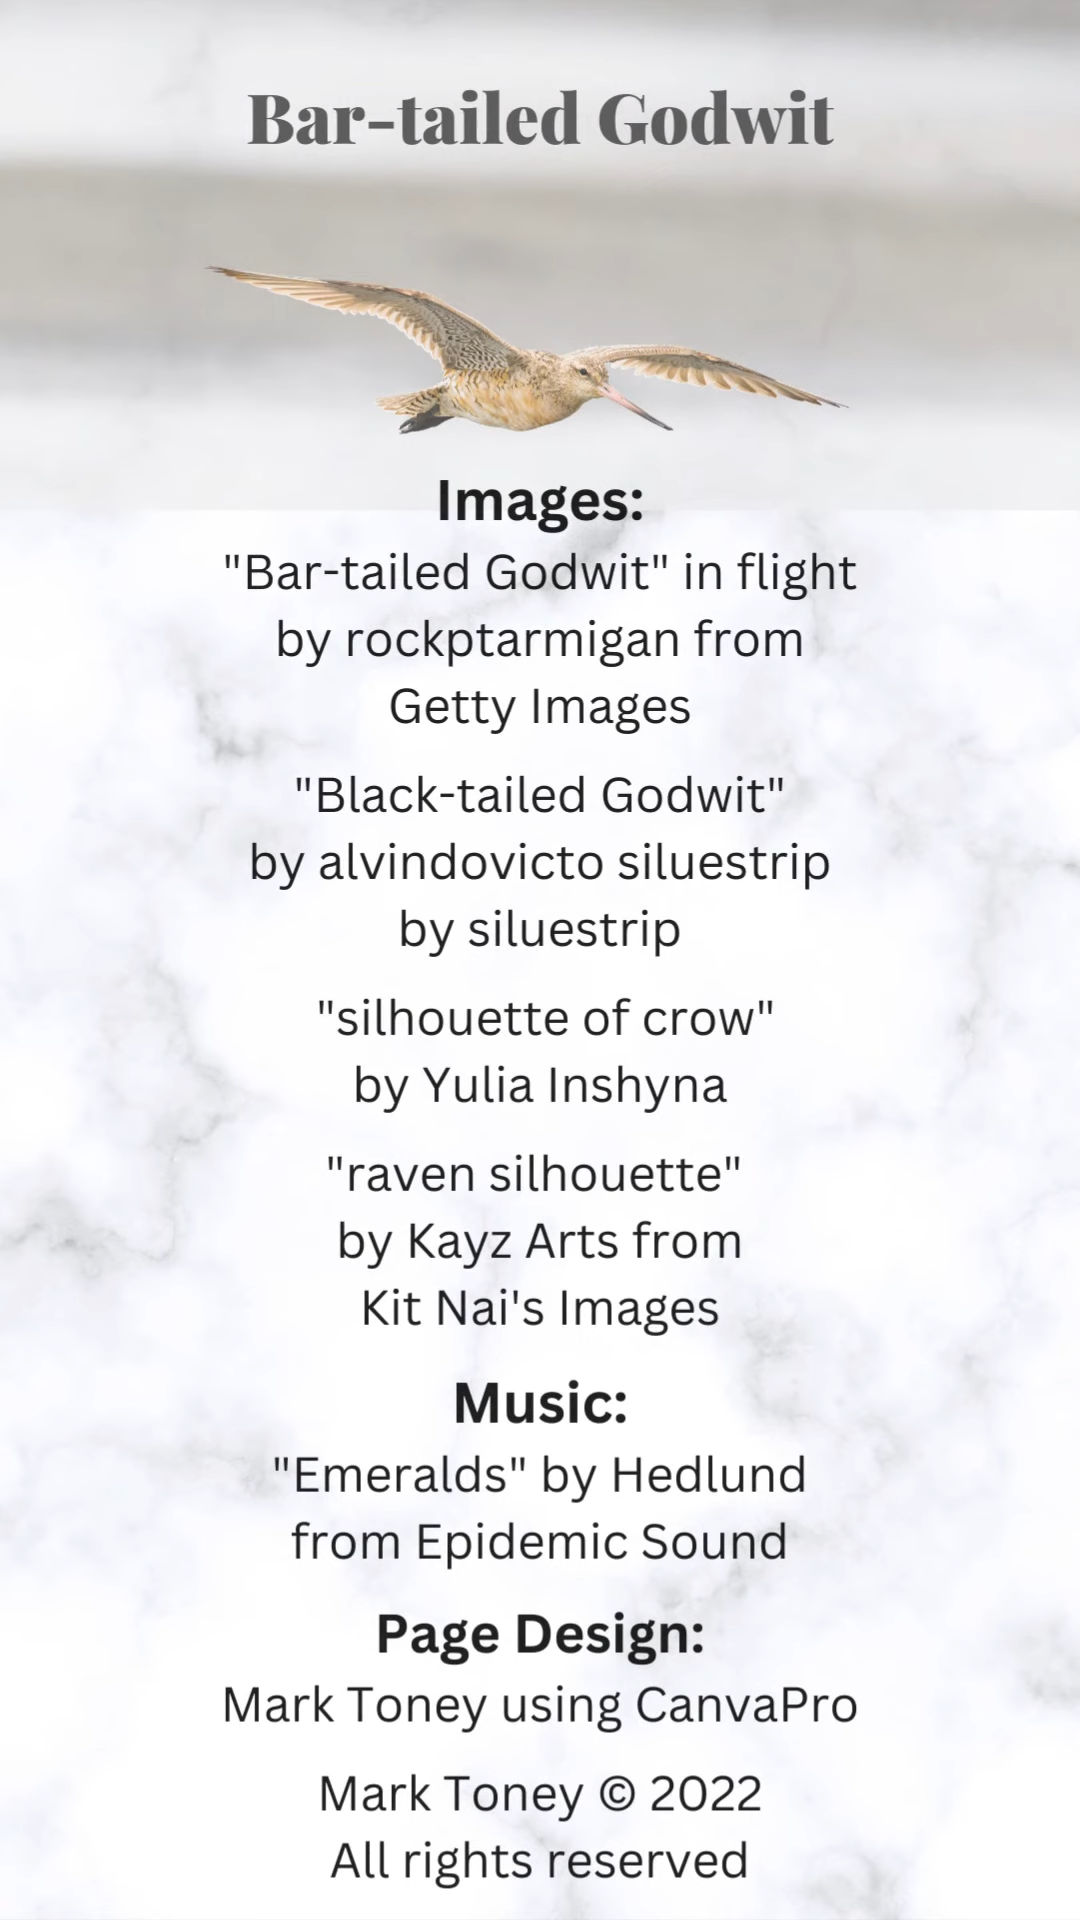 Bar-tailed Godwit
Images:
"Bar-tailed Godwit" in flight
by rockptarmigan from
Getty Images
"Black-tailed Godwit"
by alvindovicto siluestrip
by siluestrip
"silhouette of crow"
by Yulia Inshyna
"raven silhouette"
by Kayz Arts from
Kit Nai's Images
Music:
"Emeralds" by Hedlund
from Epidemic Sound
Page Design:
Mark Toney using CanvaPro
Mark Toney © 2022
All rights reserved